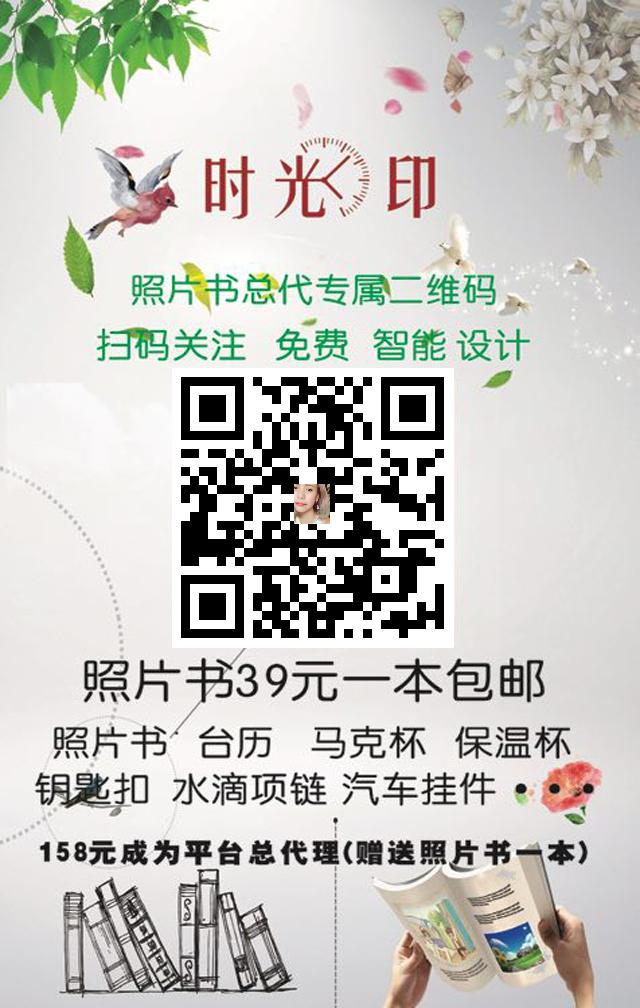 时光印
照片书总代专属二维码
扫码关注 免费 智能 设计
照片书39元一本包邮
照片书 台历 马克杯 保温杯
钥匙扣 水滴项链 汽车挂件
158元成为平台总代理(赠送照片书一本)